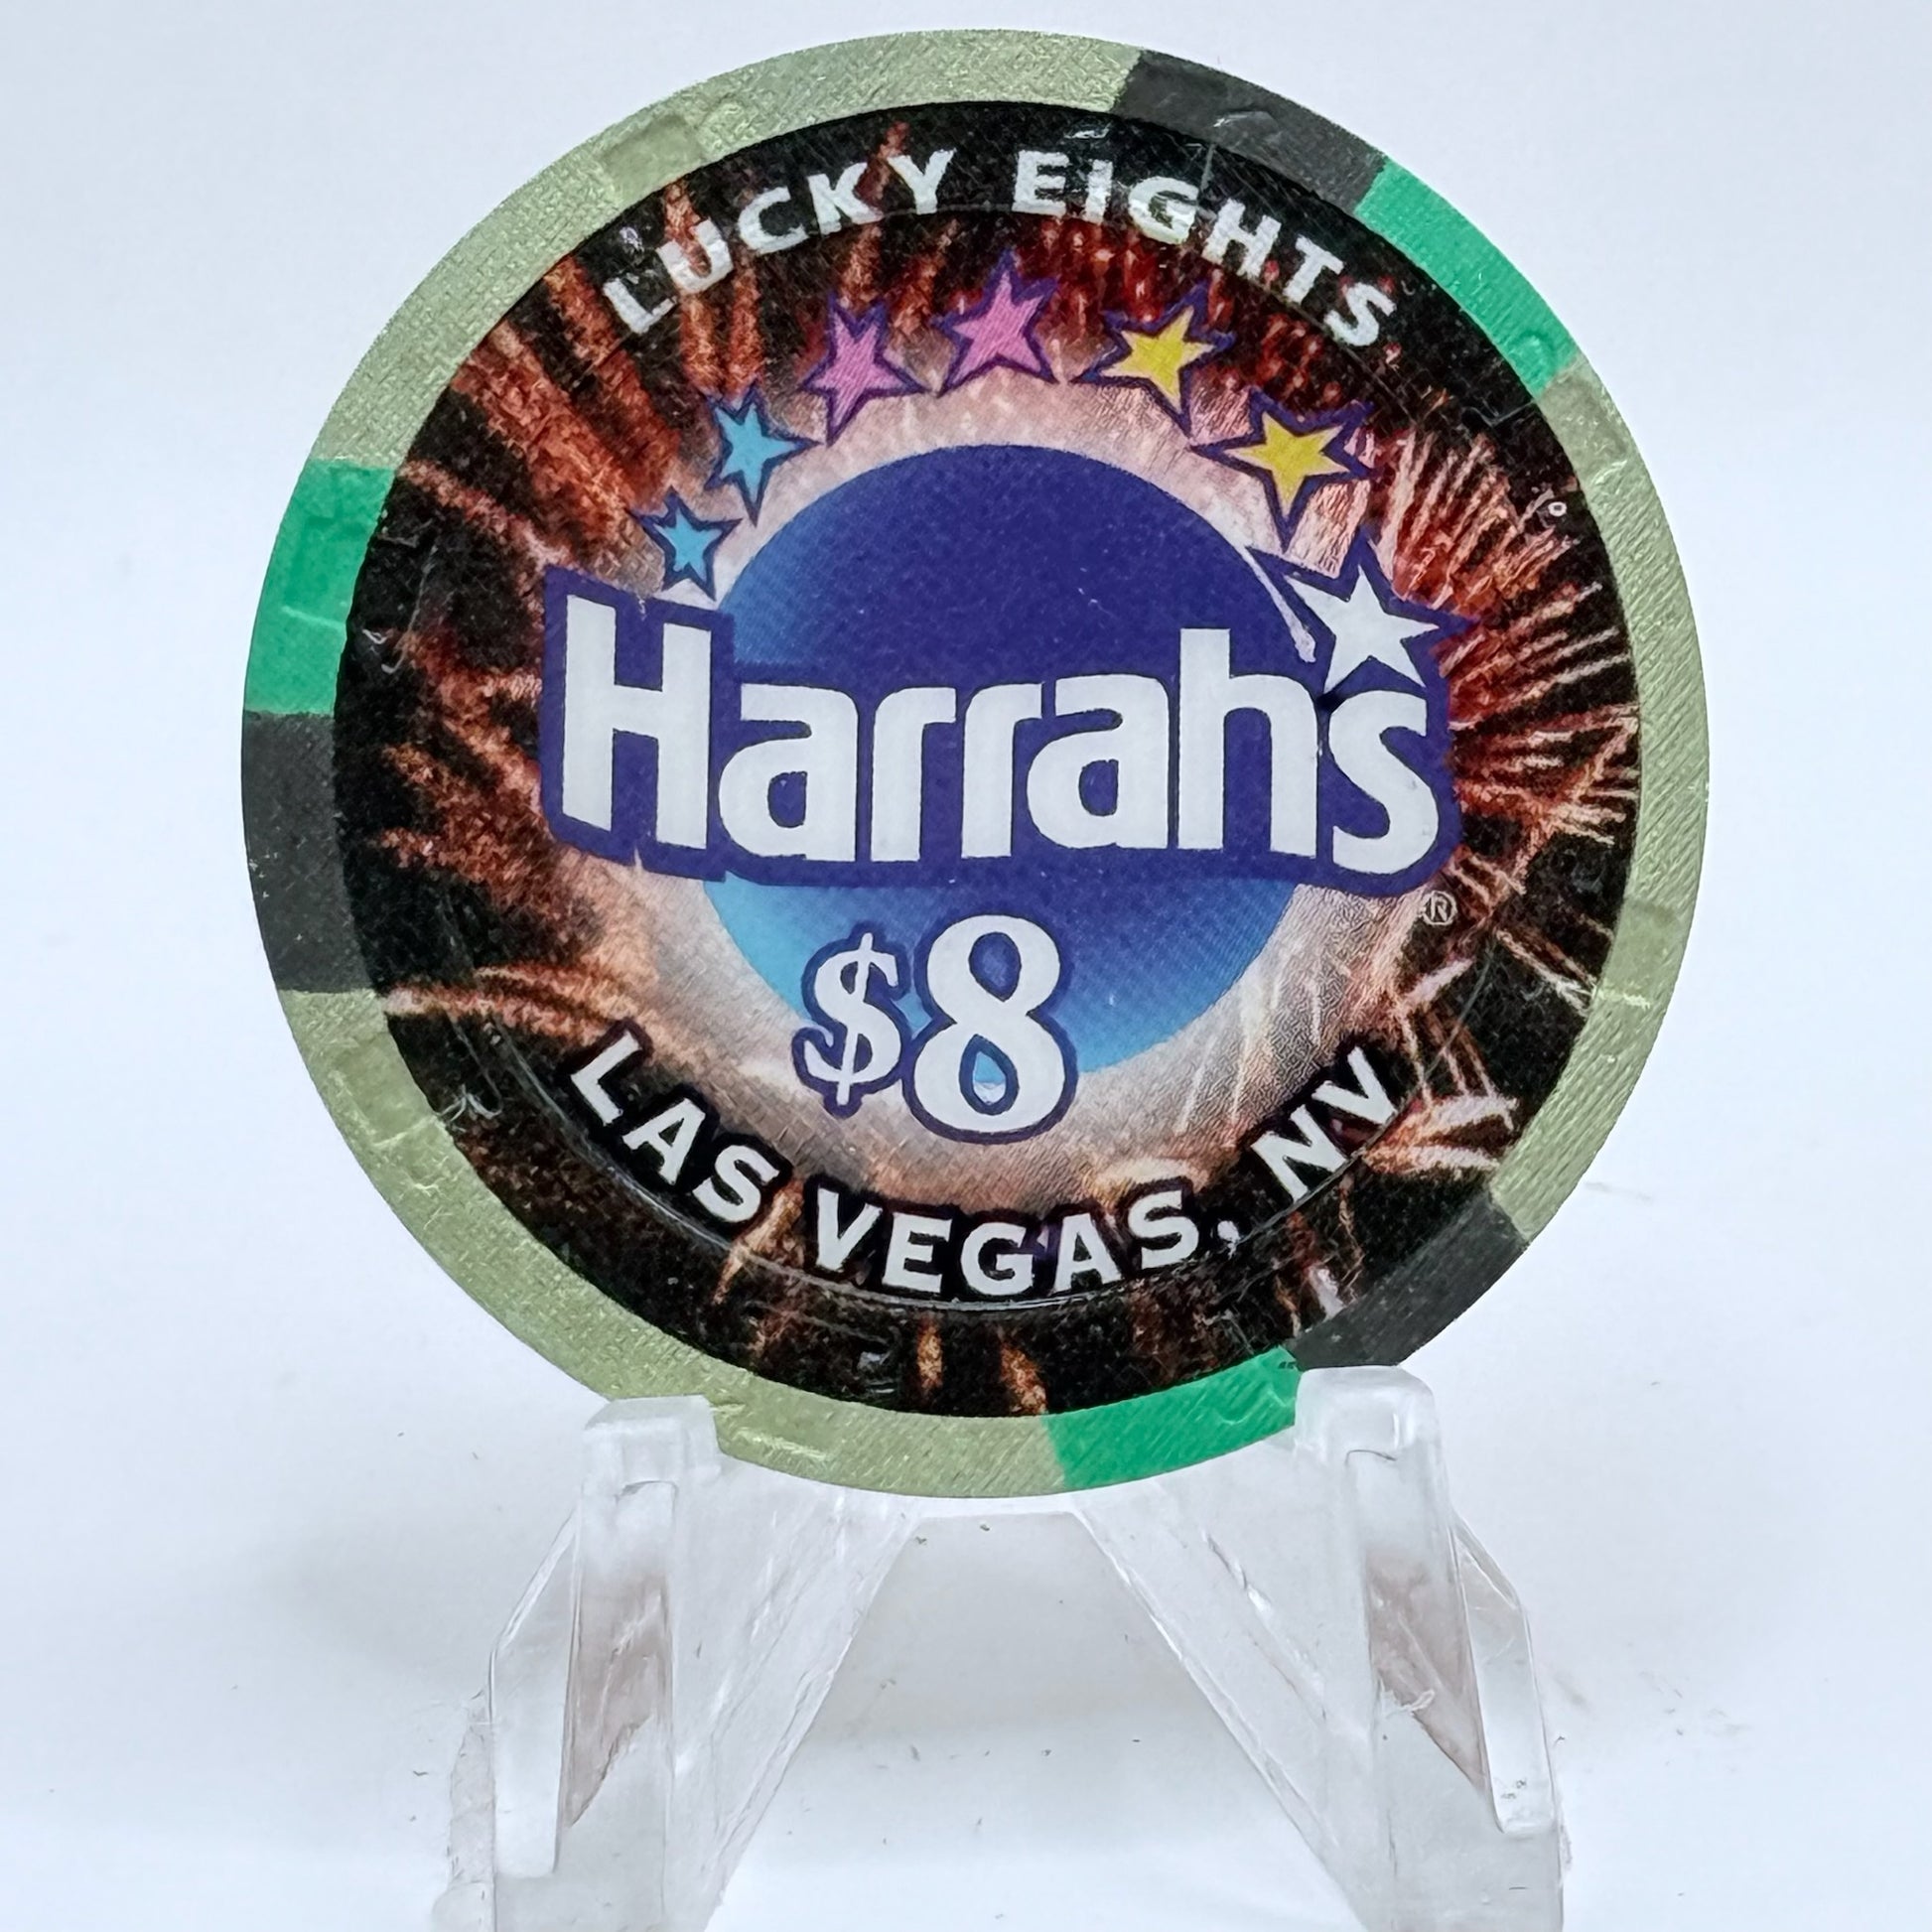 LUCKY EiGHTS
Harrah's
®
$8
LAS VEGAS, NV